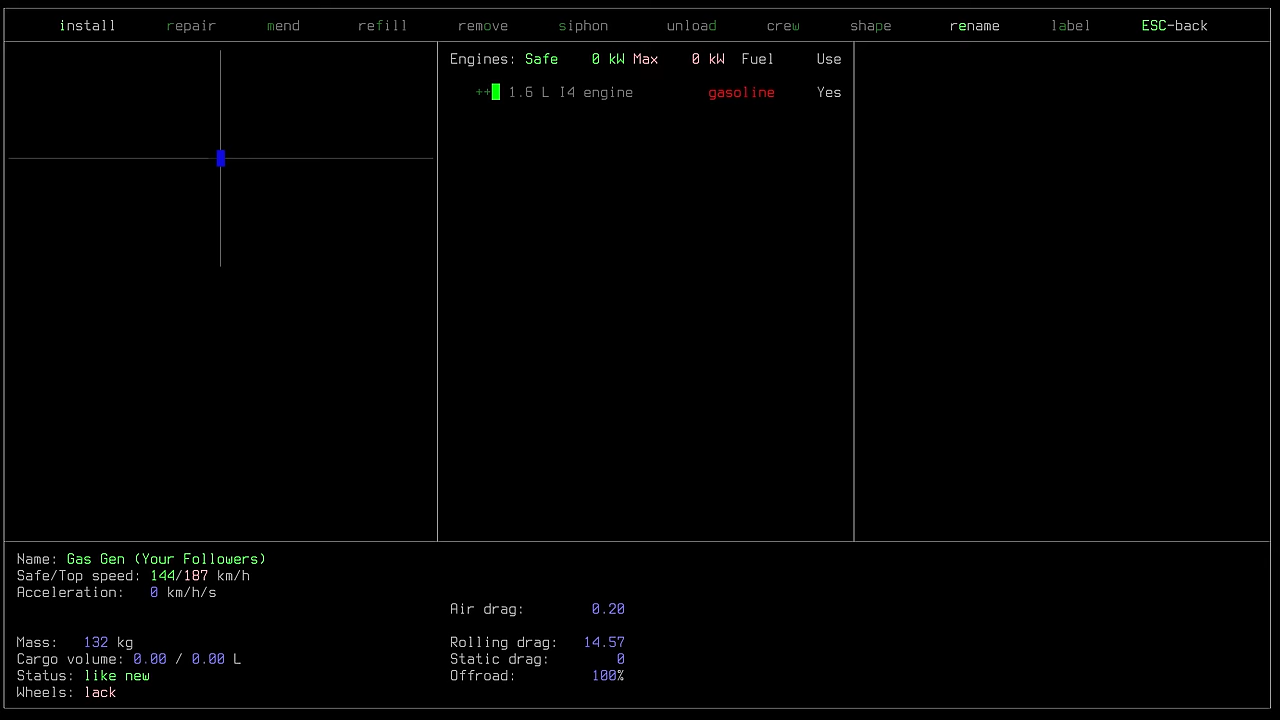 install repair mend refill remove siphon unload crew shape rename label ESC-back
Engines: Safe 0 kW Max 0 kW Fuel Use
++ 1.6 L I4 engine gasoline Yes
Name: Gas Gen (Your Followers)
Safe/Top speed: 144/187 km/h
Acceleration: 0 km/h/s
Air drag: 0.20
Mass: 132 kg Rolling drag: 14.57
Cargo volume: 0.00 / 0.00 L Static drag: 0
Status: like new Offroad: 100%
Wheels: lack